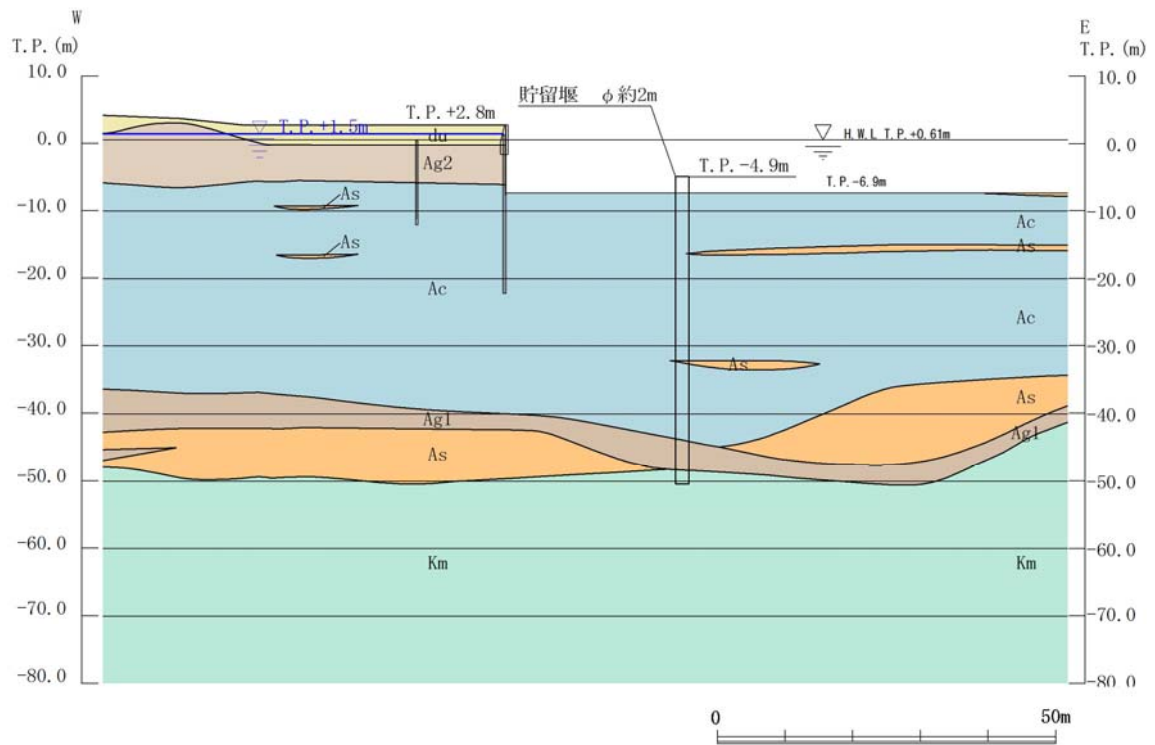 W
T.P.(m)
E
T.P.(m)
10.0
0.0
-10.0
-20.0
-30.0
-40.0
-50.0
-60.0
-70.0
-80.0
10.0
0.0
-10.0
-20.0
-30.0
-40.0
-50.0
-60.0
-70.0
-80.0
貯留堰 φ約2m
T.P.+2.8m
T.P.+1.5m
H.W.L T.P.+0.61m
du
Ag2
T.P.-4.9m
T.P.-6.9m
As
Ac
As
As
Ac
Ac
As
As
Ag1
Ag1
As
Km
Km
0
50m